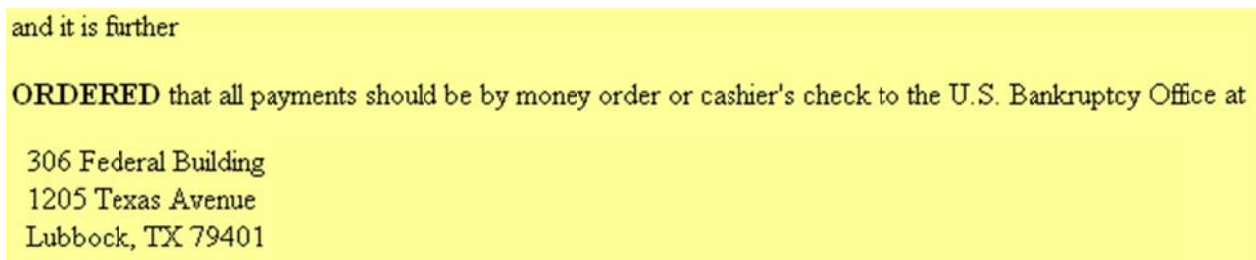 and it is further
ORDERED that all payments should be by money order or cashier's check to the U.S. Bankruptcy Office at
306 Federal Building
1205 Texas Avenue
Lubbock, TX 79401